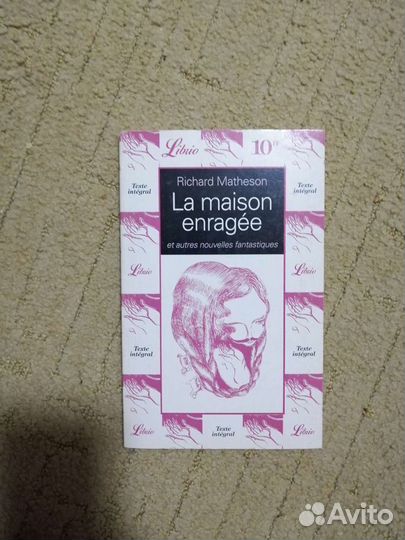 Librio
10F
Richard Matheson
La maison
enragée
et autres nouvelles fantastiques
Texte
intégral
Texte
intégral
Librio
Librio
Texte
intégral
Texte
intégral
Librio
Texte
intégral
Librio
Avito